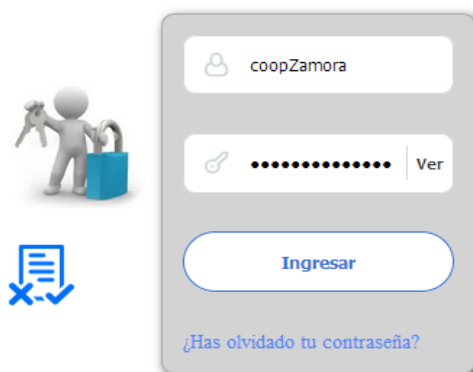 coopZamora
•••••••••••••• Ver
Ingresar
¿Has olvidado tu contraseña?